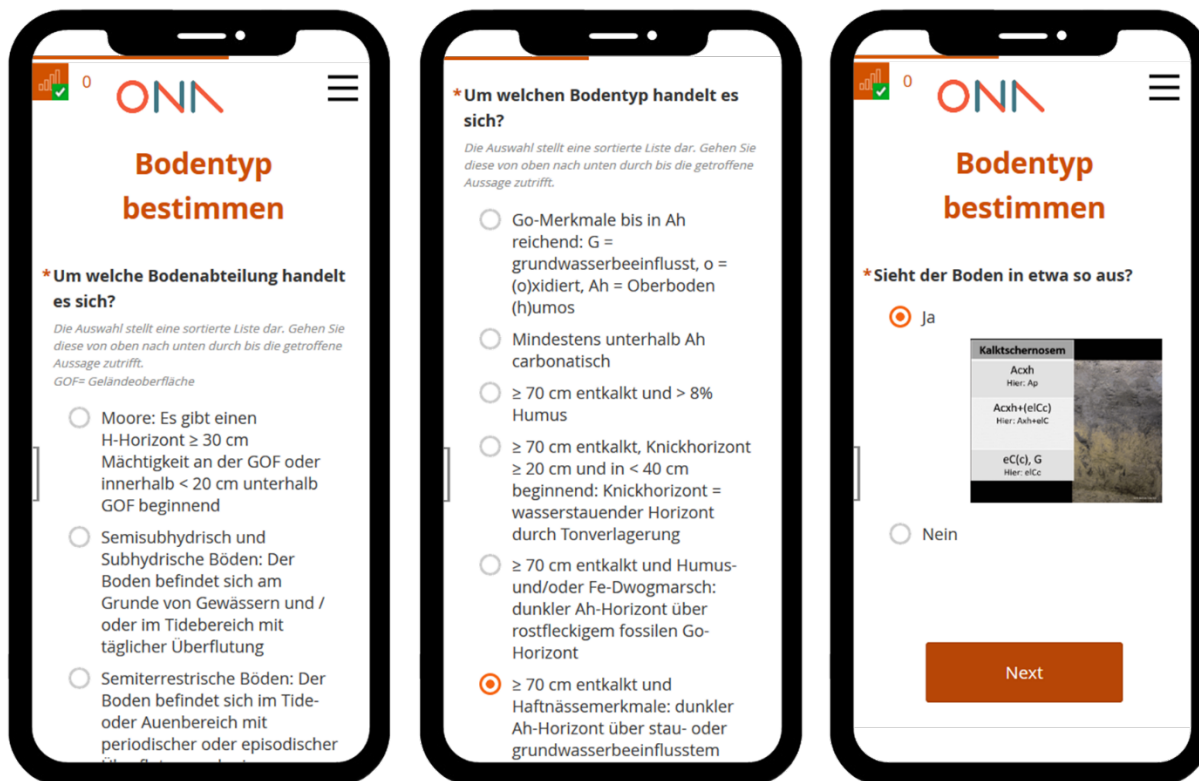 0
ONA
Bodentyp
bestimmen
*Um welche Bodenabteilung handelt
es sich?
Die Auswahl stellt eine sortierte Liste dar. Gehen Sie
diese von oben nach unten durch bis die getroffene
Aussage zutrifft.
GOF= Geländeoberfläche
Moore: Es gibt einen
H-Horizont ≥ 30 cm
Mächtigkeit an der GOF oder
innerhalb < 20 cm unterhalb
GOF beginnend
Semisubhydrisch und
Subhydrische Böden: Der
Boden befindet sich am
Grunde von Gewässern und /
oder im Tidebereich mit
täglicher Überflutung
Semiterrestrische Böden: Der
Boden befindet sich im Tide-
oder Auenbereich mit
periodischer oder episodischer
*Um welchen Bodentyp handelt es
sich?
Die Auswahl stellt eine sortierte Liste dar. Gehen Sie
diese von oben nach unten durch bis die getroffene
Aussage zutrifft.
Go-Merkmale bis in Ah
reichend: G =
grundwasserbeeinflusst, o =
(o)xidiert, Ah = Oberboden
(h)umos
Mindestens unterhalb Ah
carbonatisch
≥ 70 cm entkalkt und > 8%
Humus
≥ 70 cm entkalkt, Knickhorizont
≥ 20 cm und in < 40 cm
beginnend: Knickhorizont =
wasserstauender Horizont
durch Tonverlagerung
≥ 70 cm entkalkt und Humus-
und/oder Fe-Dwogmarsch:
dunkler Ah-Horizont über
rostfleckigem fossilen Go-
Horizont
≥ 70 cm entkalkt und
Haftnässemerkmale: dunkler
Ah-Horizont über stau- oder
grundwasserbeeinflusstem
0
ONA
Bodentyp
bestimmen
*Sieht der Boden in etwa so aus?
Ja
Kalktschernosem
Acxh
Hier: Ap
Acxh+(elCc)
Hier: Axh+elC
eC(c), G
Hier: elCc
Nein
Next